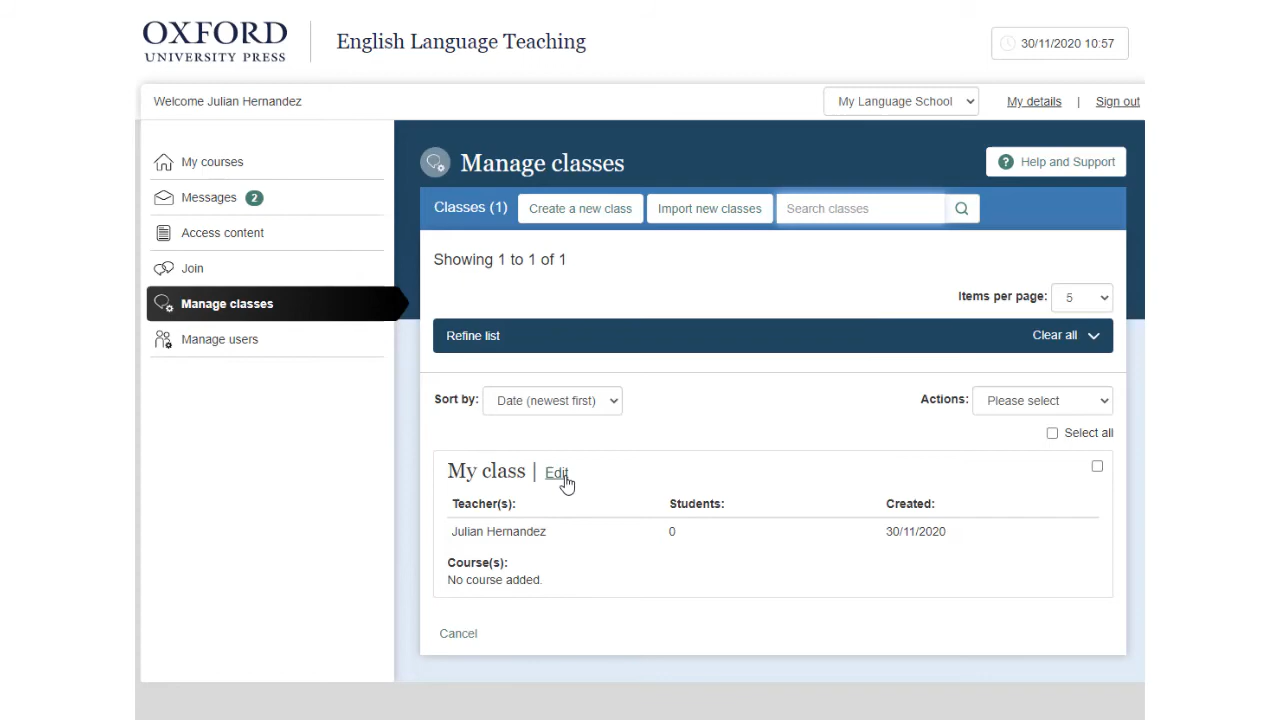 OXFORD
UNIVERSITY PRESS
English Language Teaching
30/11/2020 10:57
Welcome Julian Hernandez
My Language School
My details | Sign out
My courses
Messages 2
Access content
Join
Manage classes
Manage users
Manage classes
? Help and Support
Classes (1)
Create a new class
Import new classes
Search classes
Showing 1 to 1 of 1
Items per page: 5
Refine list
Clear all
Sort by: Date (newest first)
Actions: Please select
Select all
My class | Edit
Teacher(s): Students: Created:
Julian Hernandez 0 30/11/2020
Course(s):
No course added.
Cancel